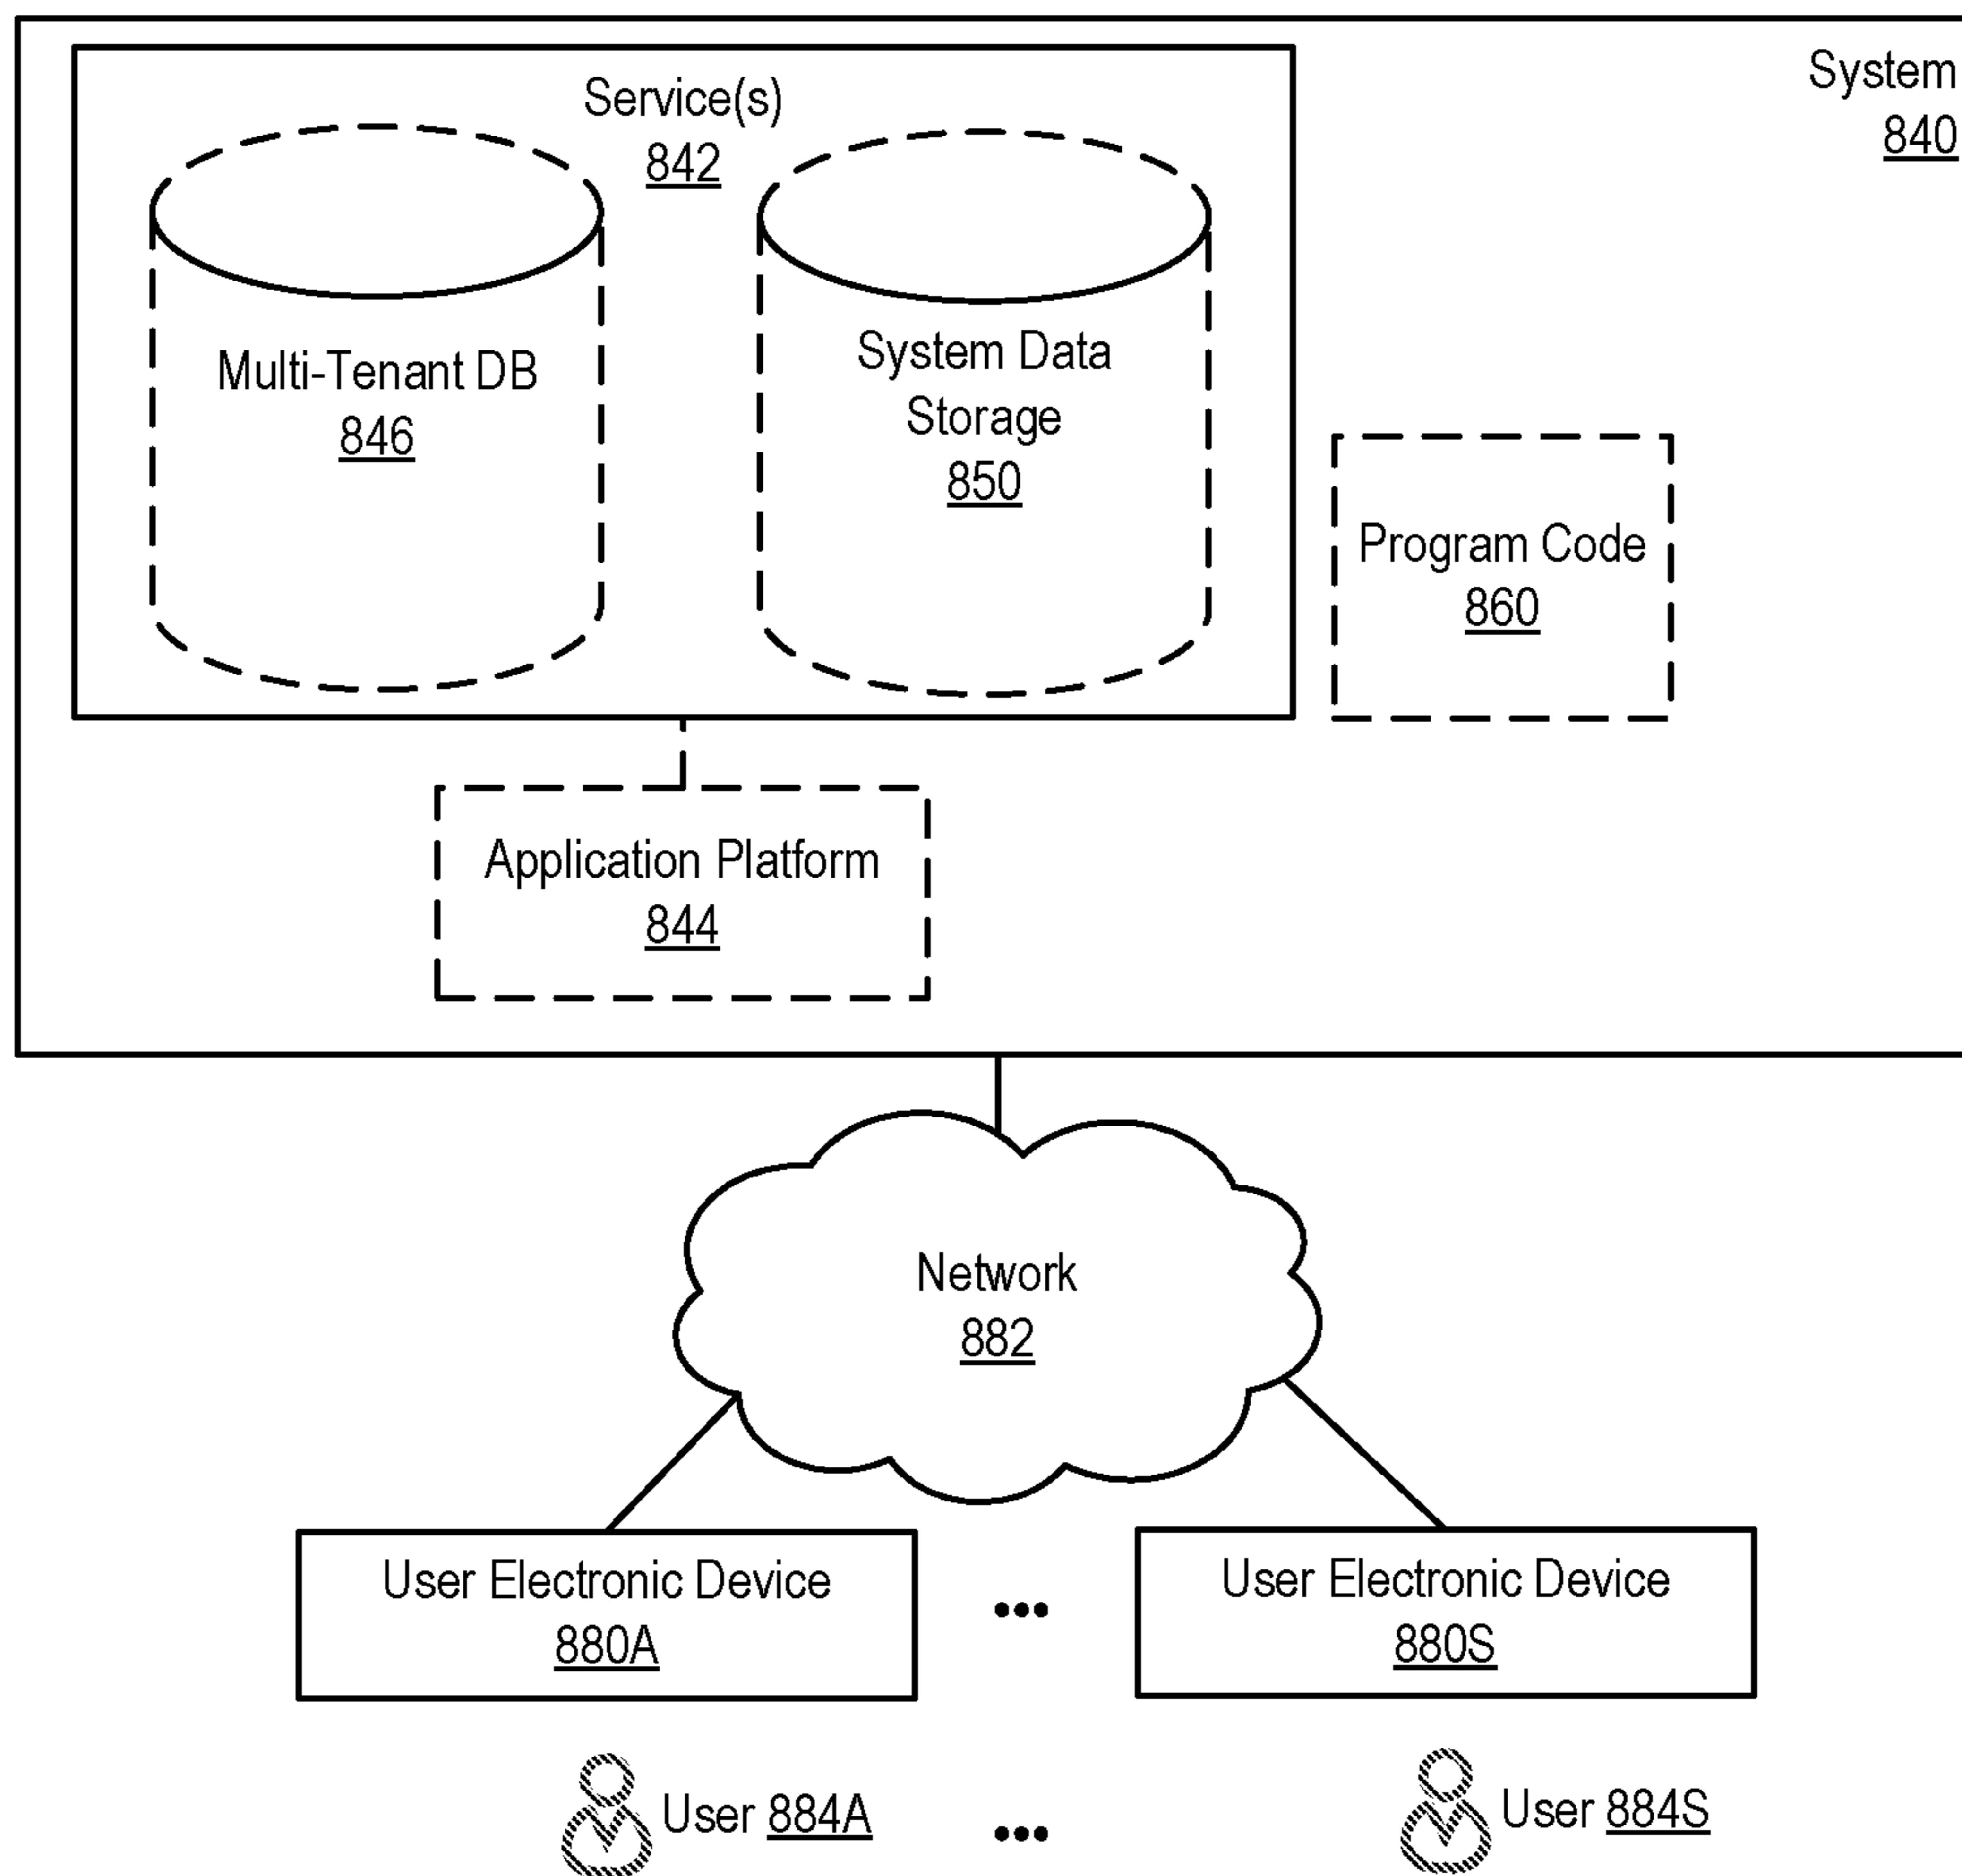 System
840
Service(s)
842
Multi-Tenant DB
846
System Data
Storage
850
Program Code
860
Application Platform
844
Network
882
User Electronic Device
880A
•••
User Electronic Device
880S
User 884A
•••
User 884S